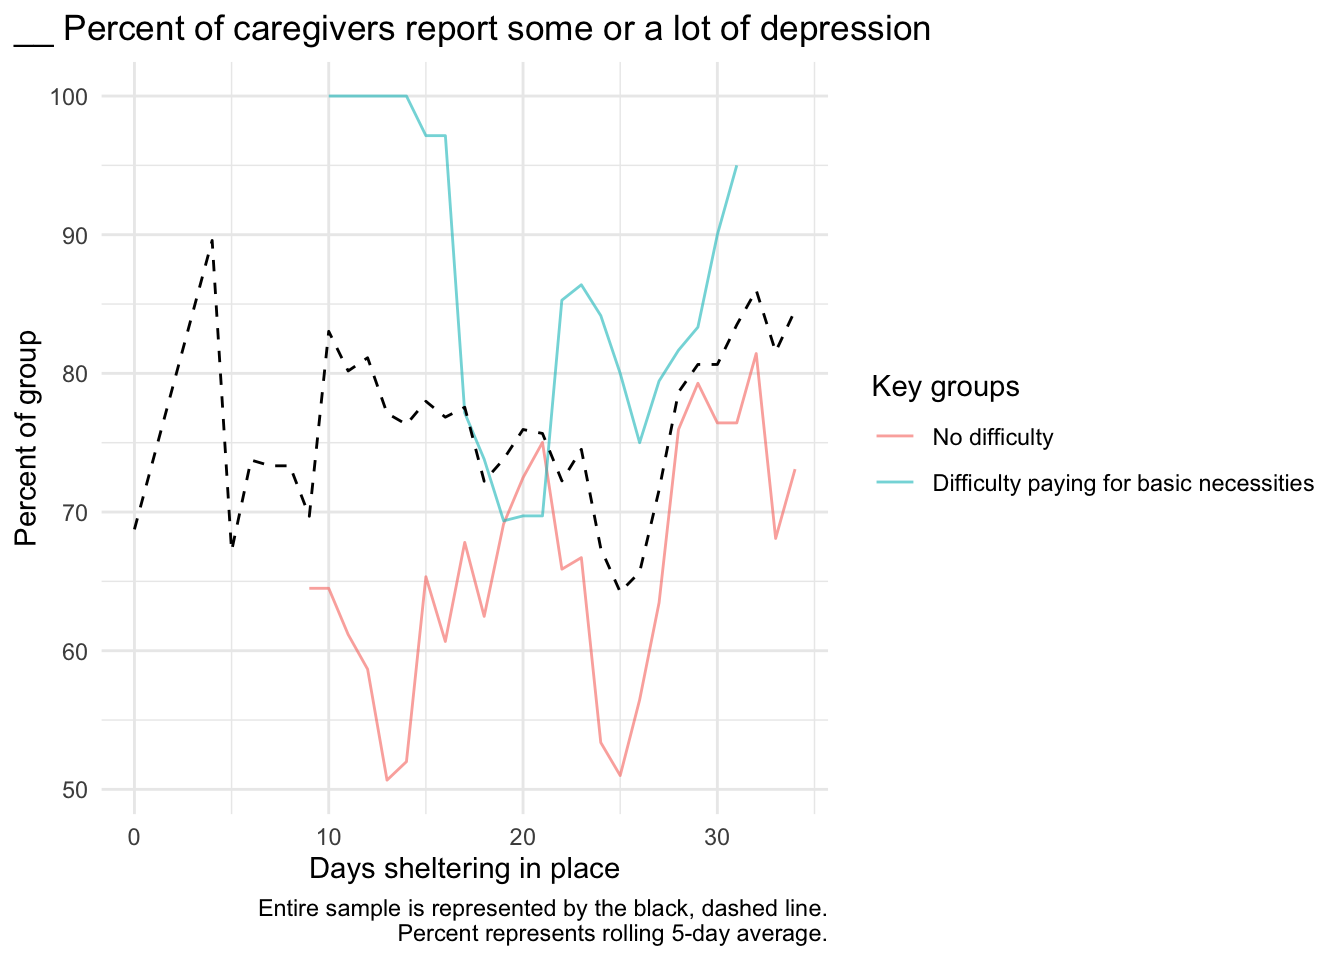 __ Percent of caregivers report some or a lot of depression
Percent of group
100
90
80
70
60
50
0 10 20 30
Days sheltering in place
Key groups
No difficulty
Difficulty paying for basic necessities
Entire sample is represented by the black, dashed line.
Percent represents rolling 5-day average.